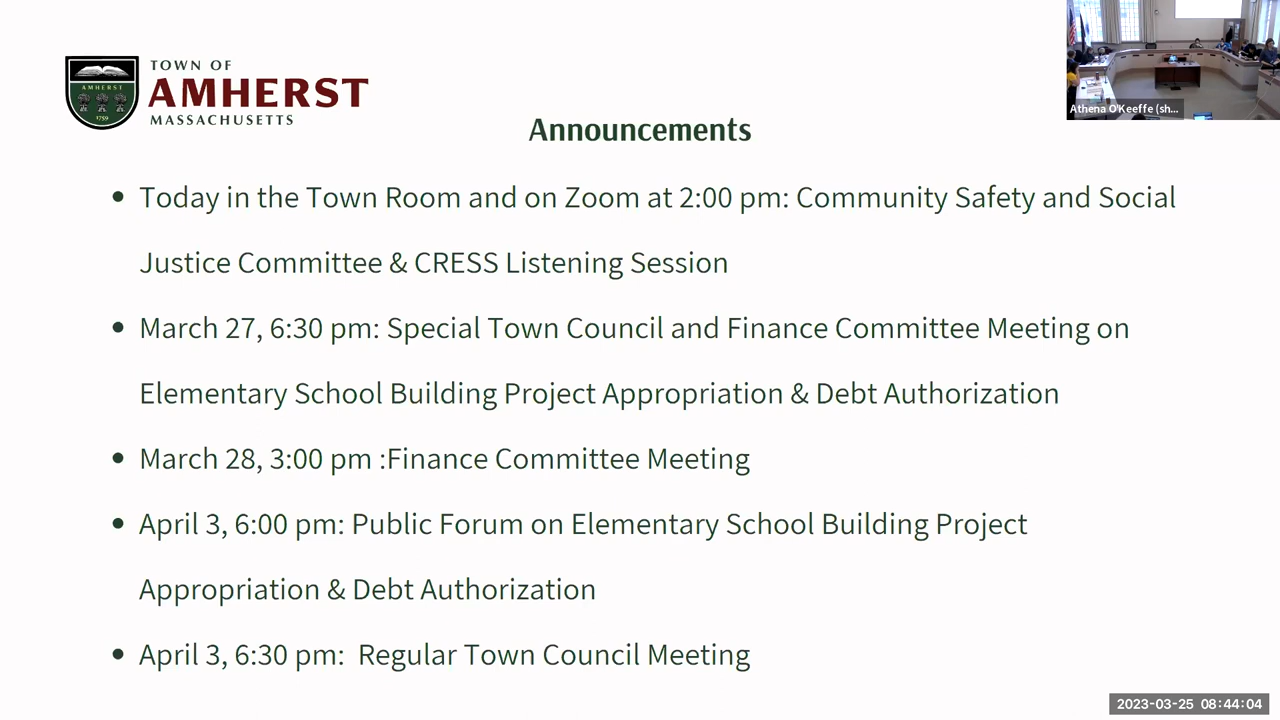 TOWN OF
AMHERST
MASSACHUSETTS
AMHERST
1759
Athena O'Keeffe (sh...
Announcements
• Today in the Town Room and on Zoom at 2:00 pm: Community Safety and Social
Justice Committee & CRESS Listening Session
• March 27, 6:30 pm: Special Town Council and Finance Committee Meeting on
Elementary School Building Project Appropriation & Debt Authorization
• March 28, 3:00 pm :Finance Committee Meeting
• April 3, 6:00 pm: Public Forum on Elementary School Building Project
Appropriation & Debt Authorization
• April 3, 6:30 pm:  Regular Town Council Meeting
2023-03-25 08:44:04